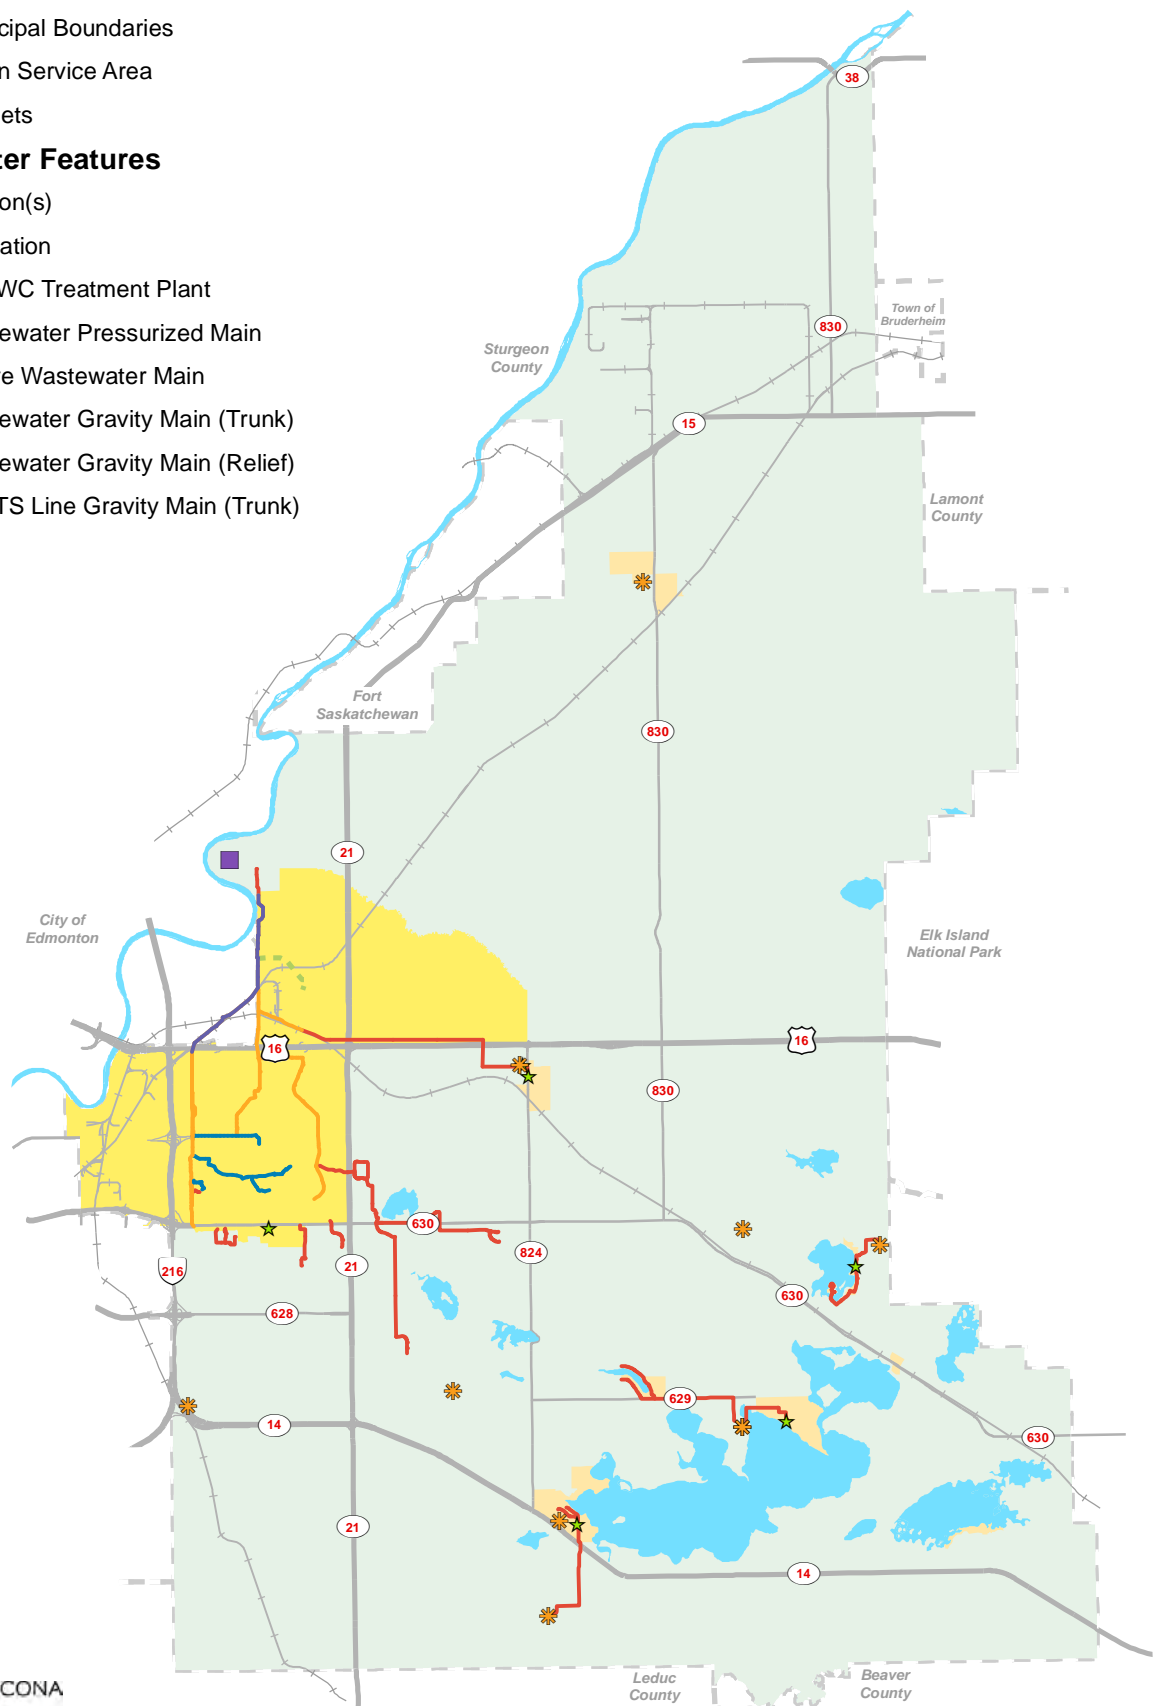 cipal Boundaries
n Service Area
ets
ter Features
on(s)
ation
WC Treatment Plant
ewater Pressurized Main
e Wastewater Main
ewater Gravity Main (Trunk)
ewater Gravity Main (Relief)
TS Line Gravity Main (Trunk)
38
830
Town of
Bruderheim
Sturgeon
County
15
Lamont
County
Fort
Saskatchewan
830
21
City of
Edmonton
Elk Island
National Park
16
16
830
630
824
216
21
630
628
629
14
630
21
14
Leduc
County
Beaver
County
CONA